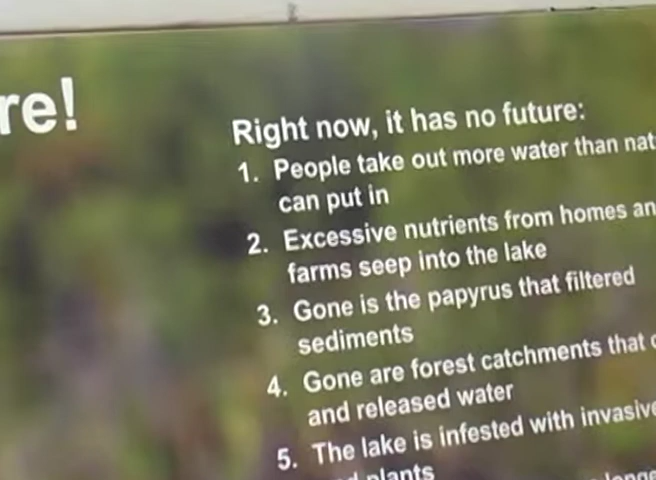 re!
Right now, it has no future:
1. People take out more water than nat
can put in
2. Excessive nutrients from homes an
farms seep into the lake
3. Gone is the papyrus that filtered
sediments
4. Gone are forest catchments that
and released water
5. The lake is infested with invasive
plants